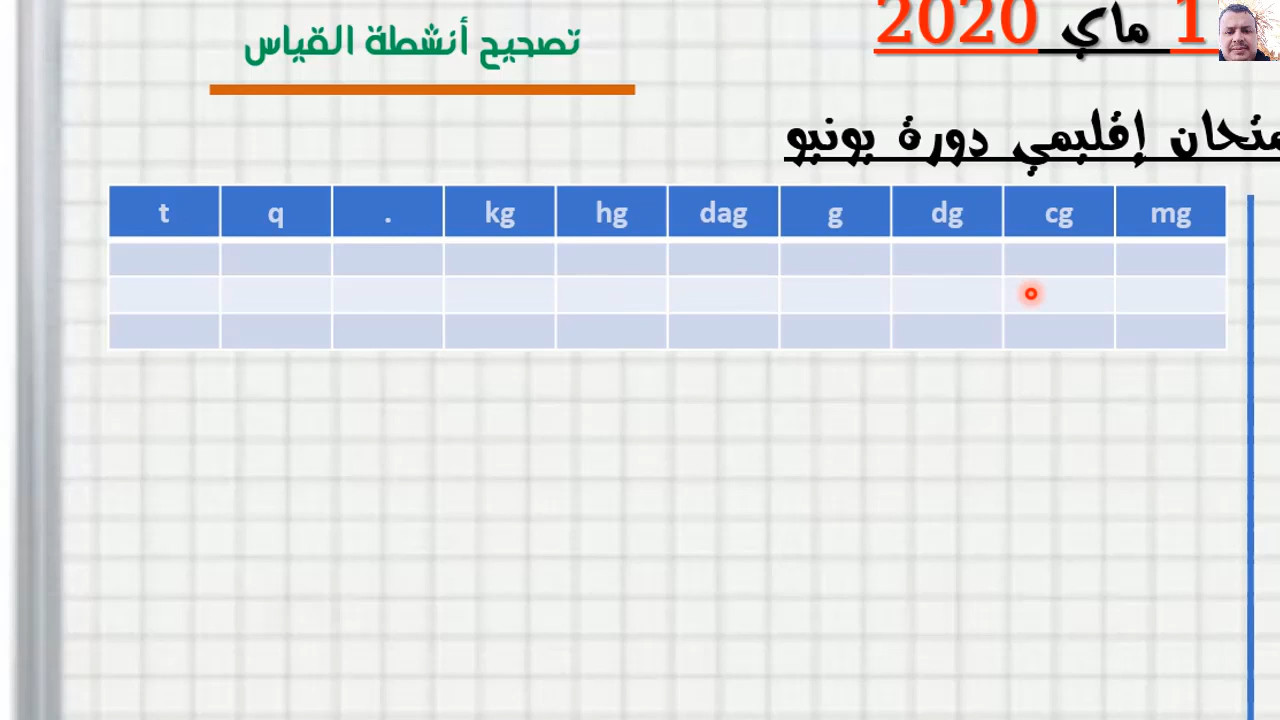 1 ماي 2020
تصحيح أنشطة القياس
إقليمي دورة يونيو
t q . kg hg dag g dg cg mg